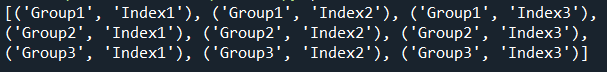 [('Group1', 'Index1'), ('Group1', 'Index2'), ('Group1', 'Index3'),
('Group2', 'Index1'), ('Group2', 'Index2'), ('Group2', 'Index3'),
('Group3', 'Index1'), ('Group3', 'Index2'), ('Group3', 'Index3')]